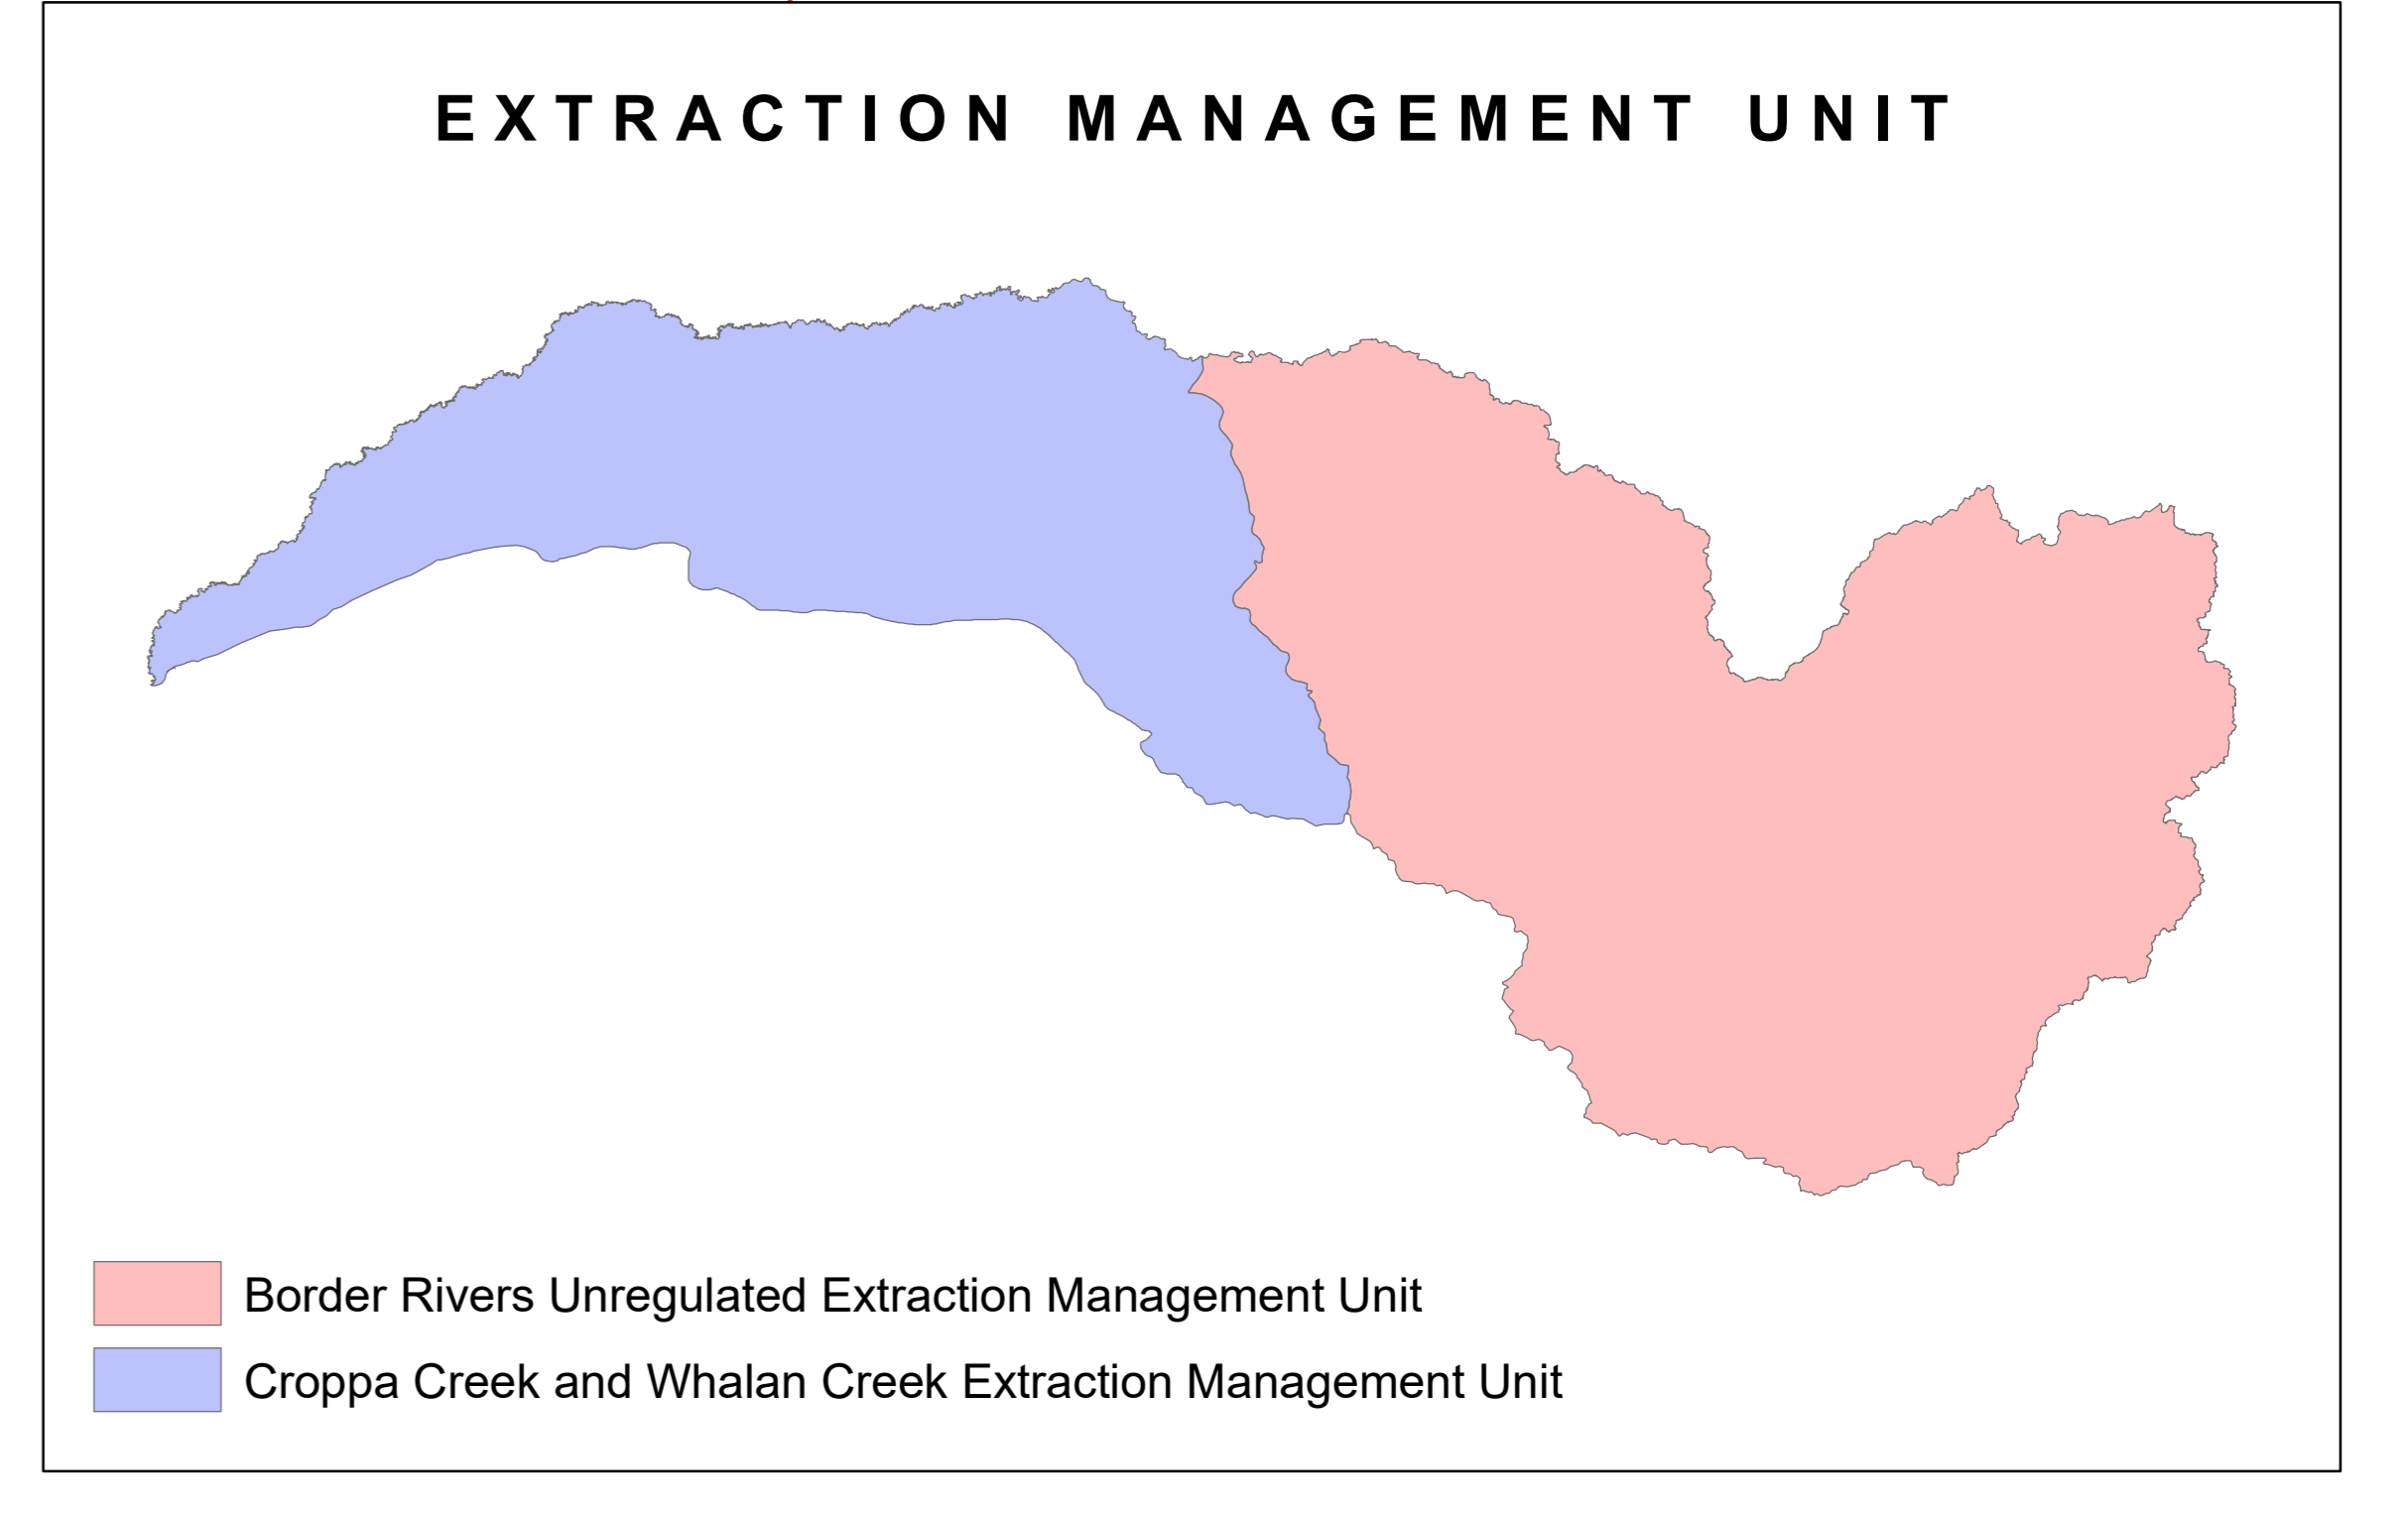 EXTRACTION MANAGEMENT UNIT
Border Rivers Unregulated Extraction Management Unit
Croppa Creek and Whalan Creek Extraction Management Unit